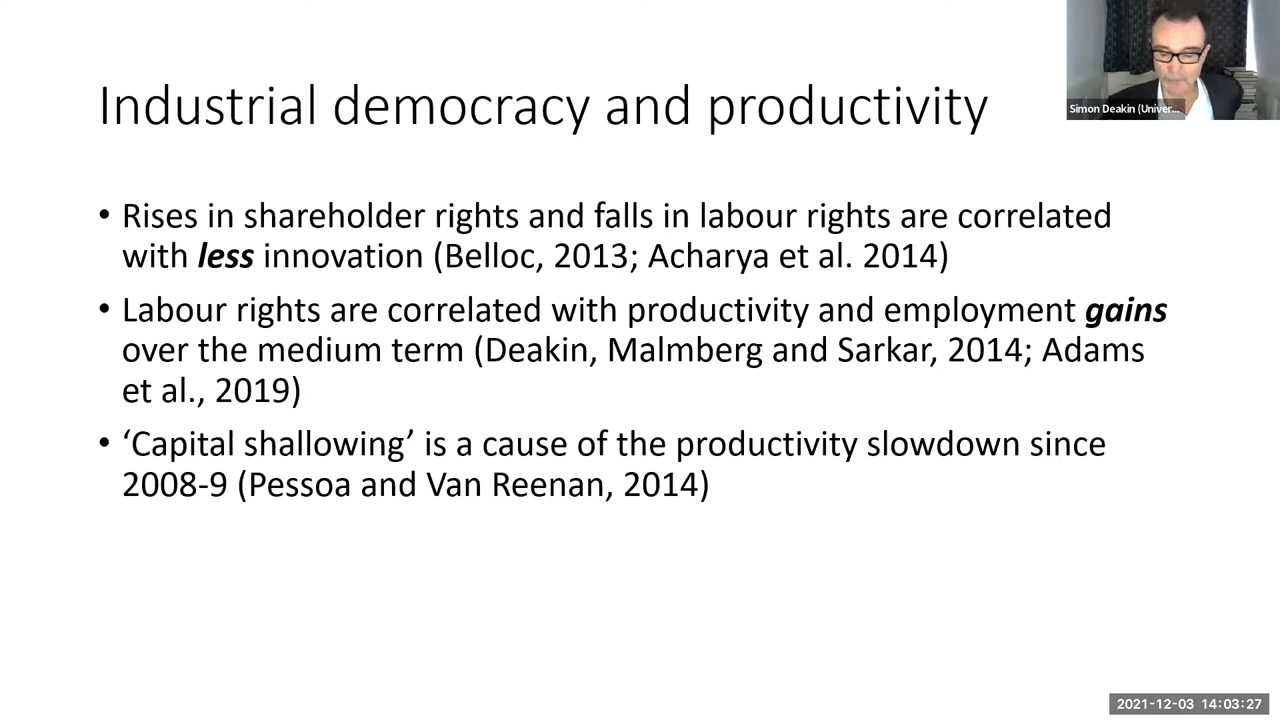 Industrial democracy and productivity
Simon Deakin (Univer...
• Rises in shareholder rights and falls in labour rights are correlated
with less innovation (Belloc, 2013; Acharya et al. 2014)
• Labour rights are correlated with productivity and employment gains
over the medium term (Deakin, Malmberg and Sarkar, 2014; Adams
et al., 2019)
• ‘Capital shallowing’ is a cause of the productivity slowdown since
2008-9 (Pessoa and Van Reenan, 2014)
2021-12-03 14:03:27